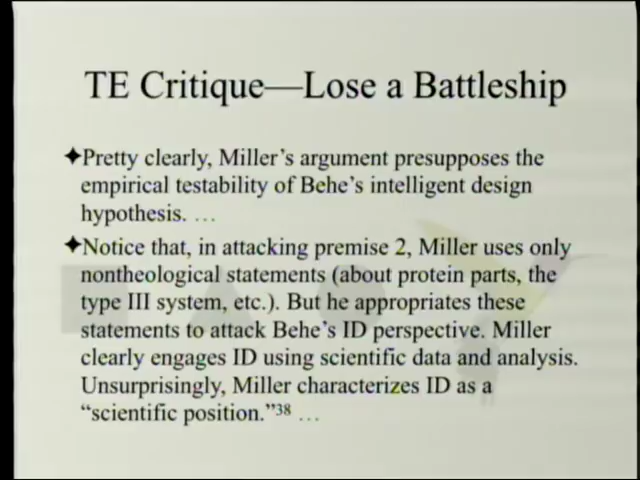 TE Critique—Lose a Battleship
✦Pretty clearly, Miller's argument presupposes the
empirical testability of Behe's intelligent design
hypothesis. …
✦Notice that, in attacking premise 2, Miller uses only
nontheological statements (about protein parts, the
type III system, etc.). But he appropriates these
statements to attack Behe's ID perspective. Miller
clearly engages ID using scientific data and analysis.
Unsurprisingly, Miller characterizes ID as a
“scientific position.”³⁸ …